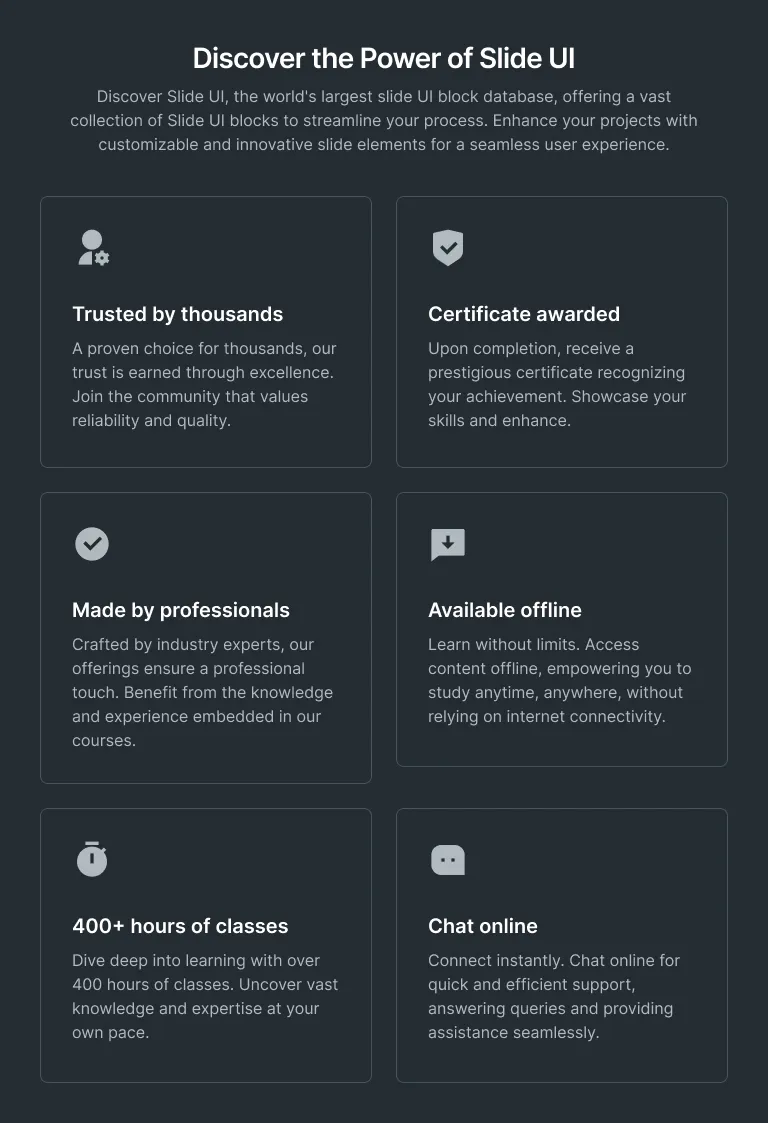 Discover the Power of Slide UI
Discover Slide UI, the world's largest slide UI block database, offering a vast
collection of Slide UI blocks to streamline your process. Enhance your projects with
customizable and innovative slide elements for a seamless user experience.
Trusted by thousands
A proven choice for thousands, our
trust is earned through excellence.
Join the community that values
reliability and quality.
Certificate awarded
Upon completion, receive a
prestigious certificate recognizing
your achievement. Showcase your
skills and enhance.
Made by professionals
Crafted by industry experts, our
offerings ensure a professional
touch. Benefit from the knowledge
and experience embedded in our
courses.
Available offline
Learn without limits. Access
content offline, empowering you to
study anytime, anywhere, without
relying on internet connectivity.
400+ hours of classes
Dive deep into learning with over
400 hours of classes. Uncover vast
knowledge and expertise at your
own pace.
Chat online
Connect instantly. Chat online for
quick and efficient support,
answering queries and providing
assistance seamlessly.